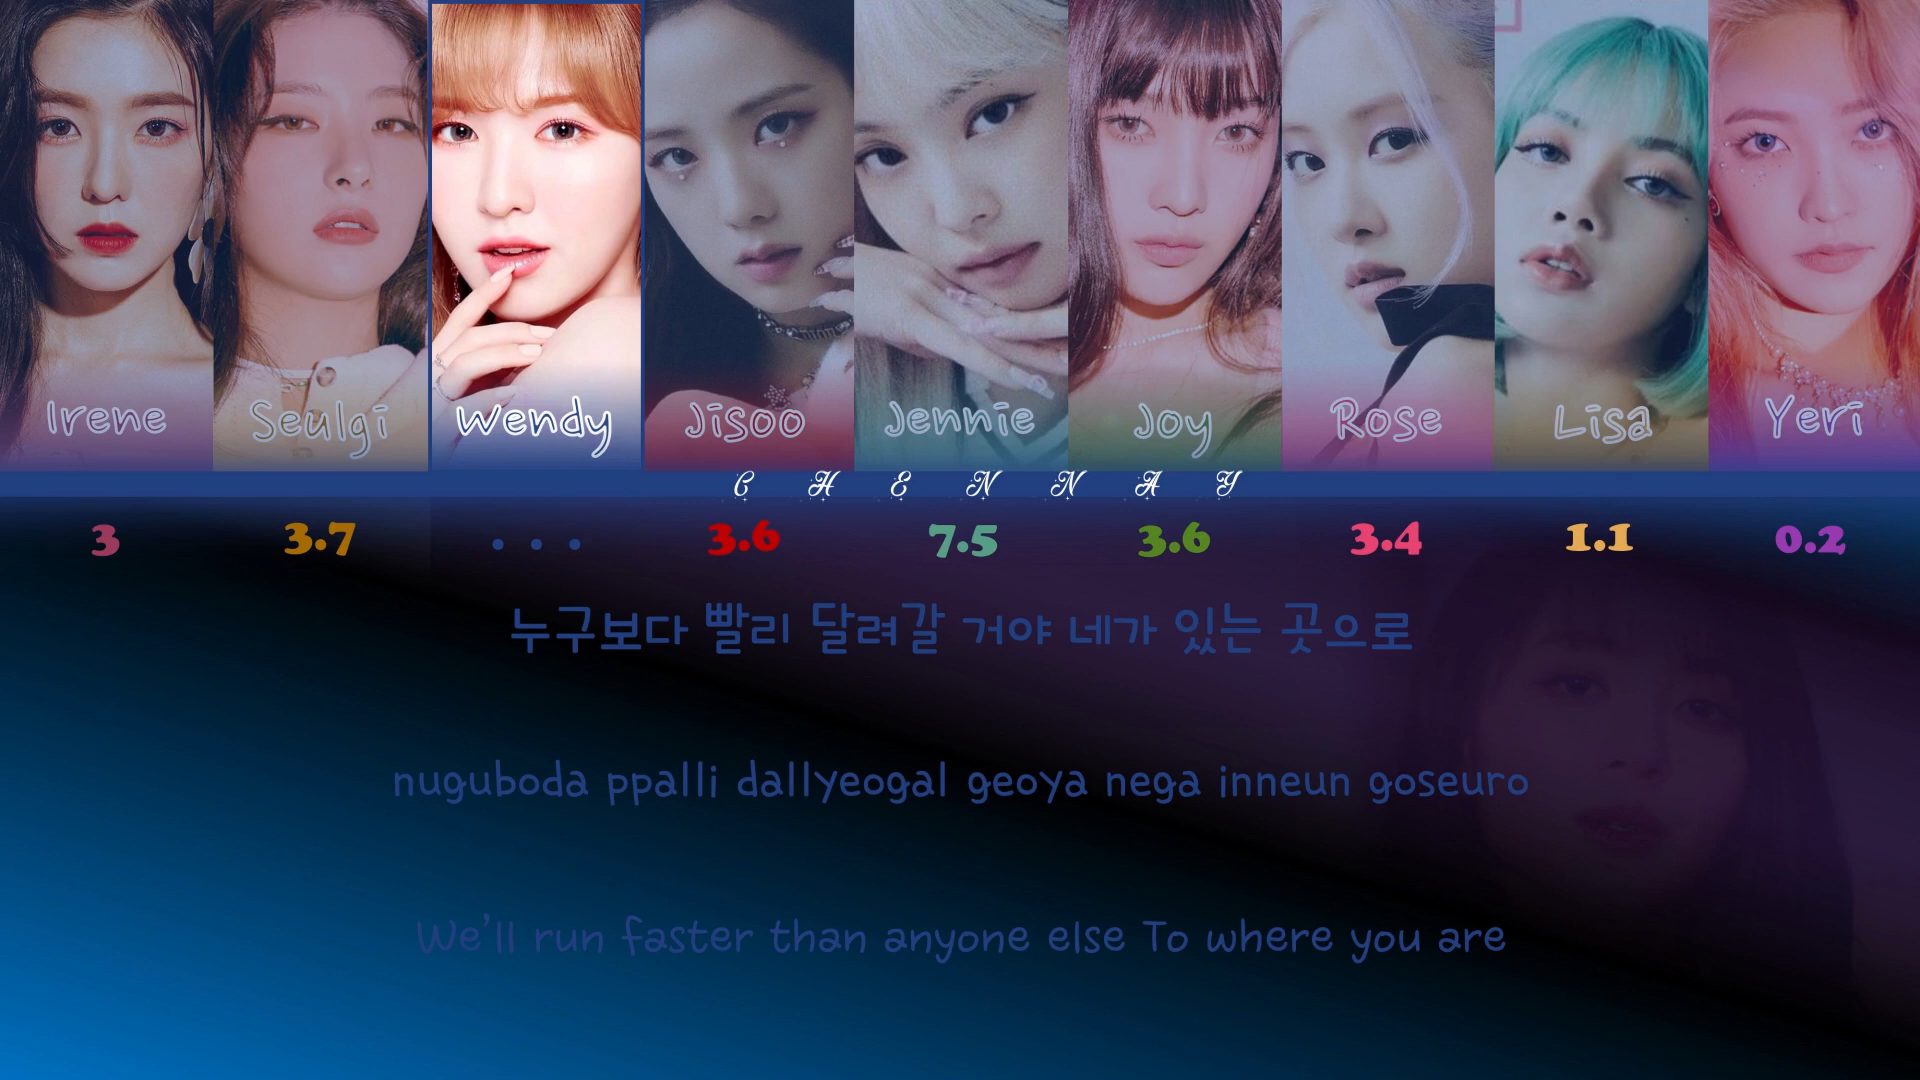 Irene Seulgi Wendy Jisoo Jennie Joy Rose Lisa Yeri
CHENNAY
3 3.7 ... 3.6 7.5 3.6 3.4 1.1 0.2
누구보다 빨리 달려갈 거야 네가 있는 곳으로
nuguboda ppalli dallyeogal geoya nega inneun goseuro
We'll run faster than anyone else To where you are